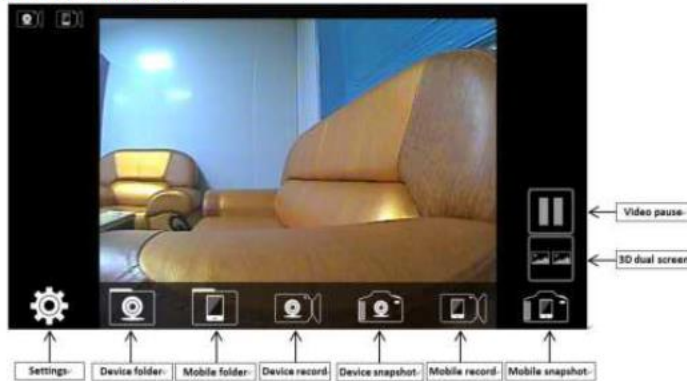 Video pause
3D dual screen
Settings
Device folder
Mobile folder
Device record
Device snapshot
Mobile record
Mobile snapshot